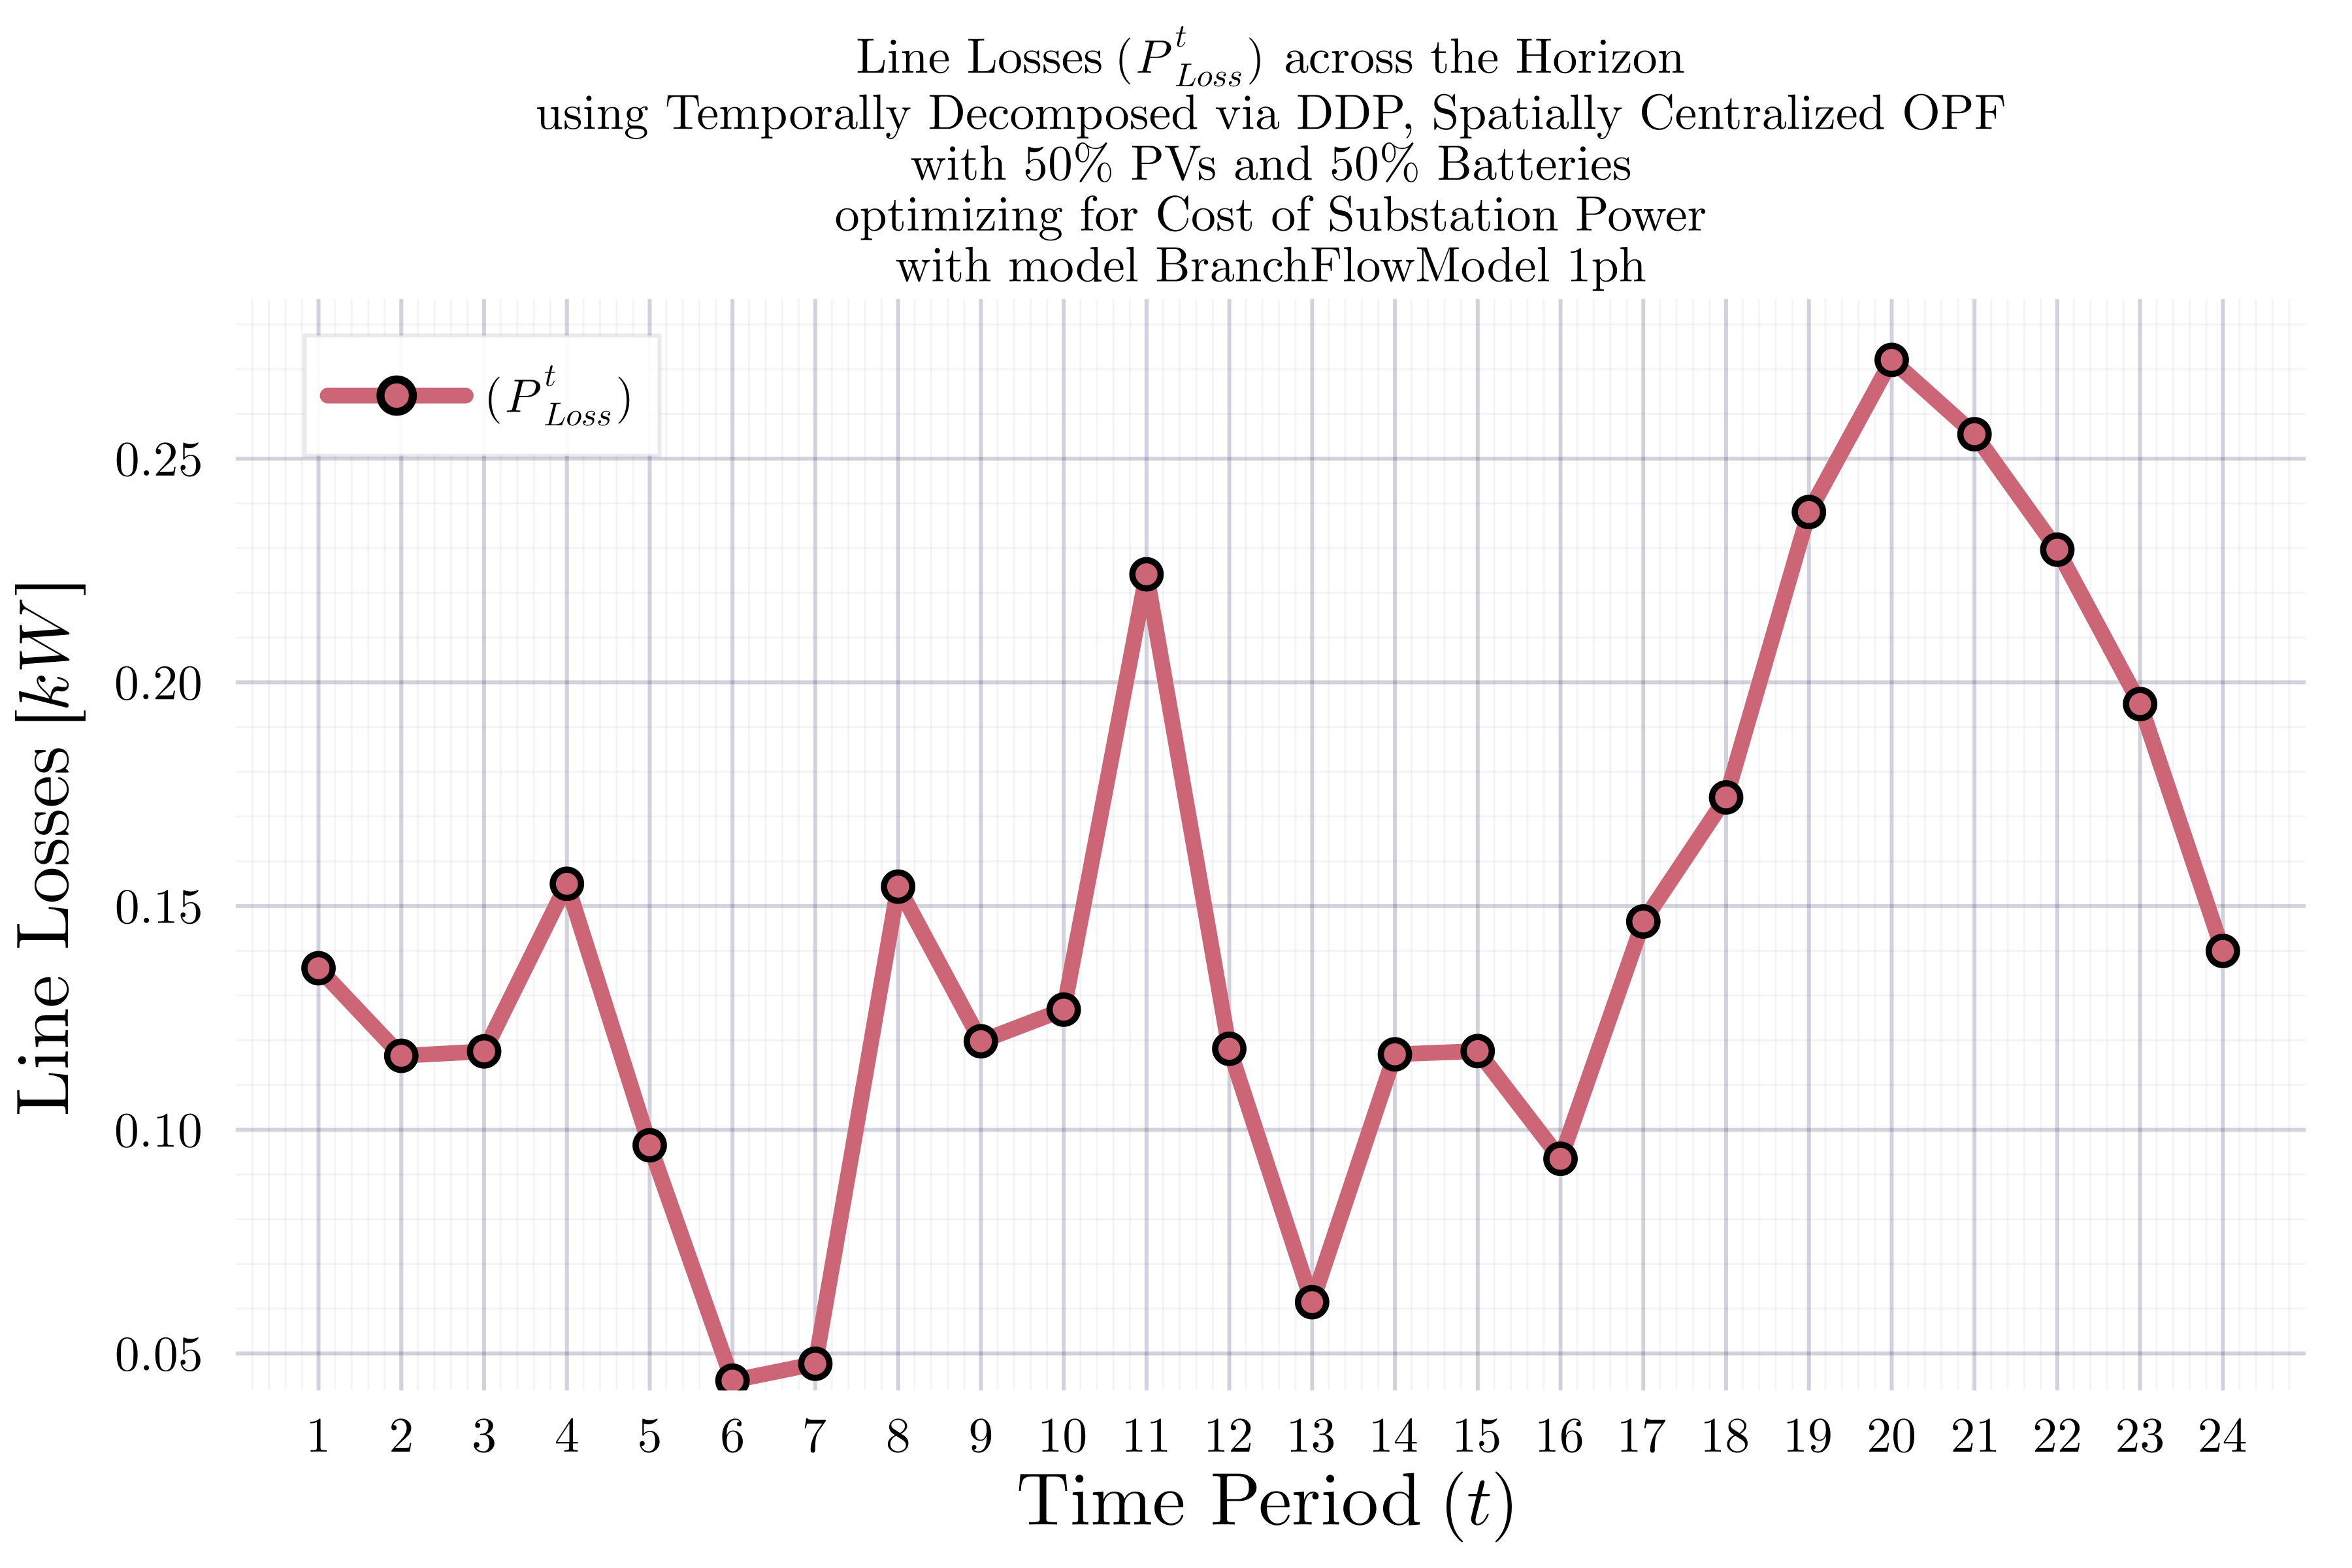 Line Losses (P^t_Loss) across the Horizon
using Temporally Decomposed via DDP, Spatially Centralized OPF
with 50% PVs and 50% Batteries
optimizing for Cost of Substation Power
with model BranchFlowModel 1ph
(P^t_Loss)
Line Losses [kW]
0.25
0.20
0.15
0.10
0.05
1 2 3 4 5 6 7 8 9 10 11 12 13 14 15 16 17 18 19 20 21 22 23 24
Time Period (t)